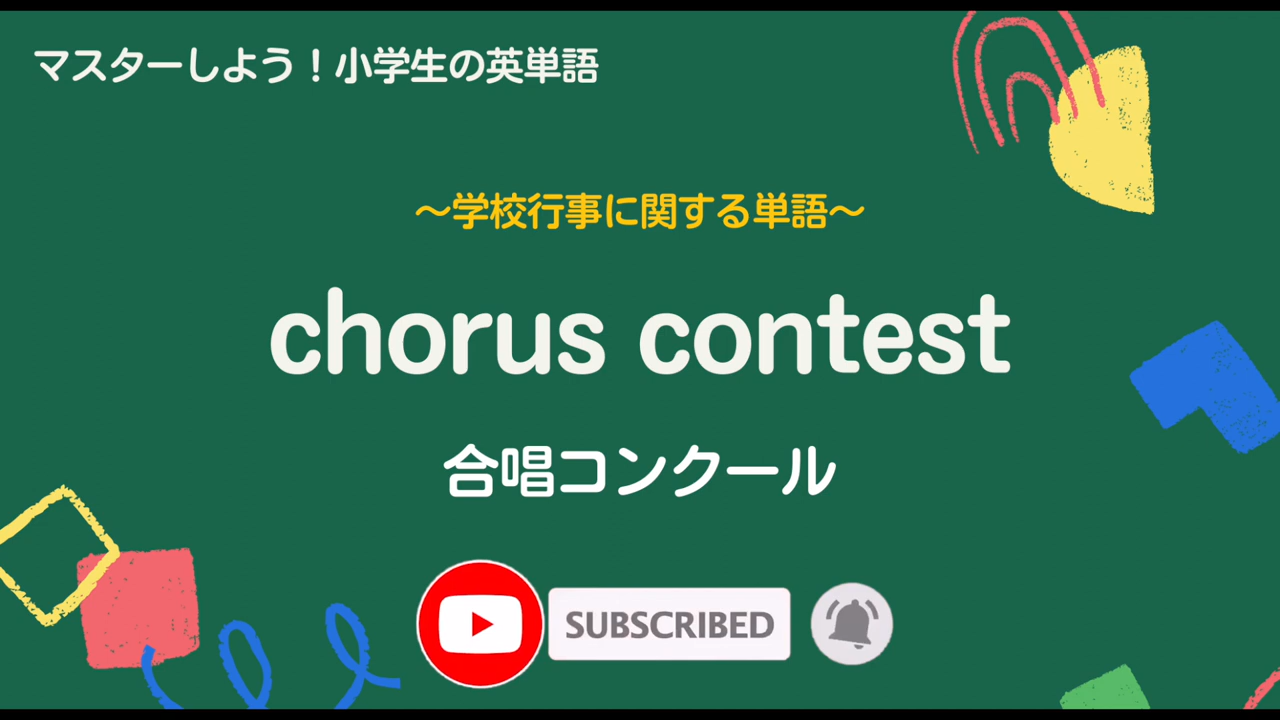 マスターしよう！小学生の英単語
～学校行事に関する単語～
chorus contest
合唱コンクール
SUBSCRIBED